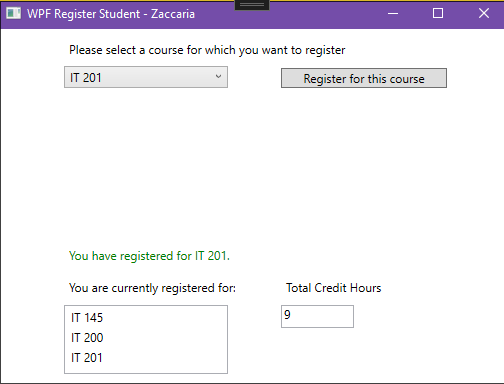 WPF Register Student - Zaccaria
Please select a course for which you want to register
IT 201
Register for this course
You have registered for IT 201.
You are currently registered for:
Total Credit Hours
IT 145
9
IT 200
IT 201